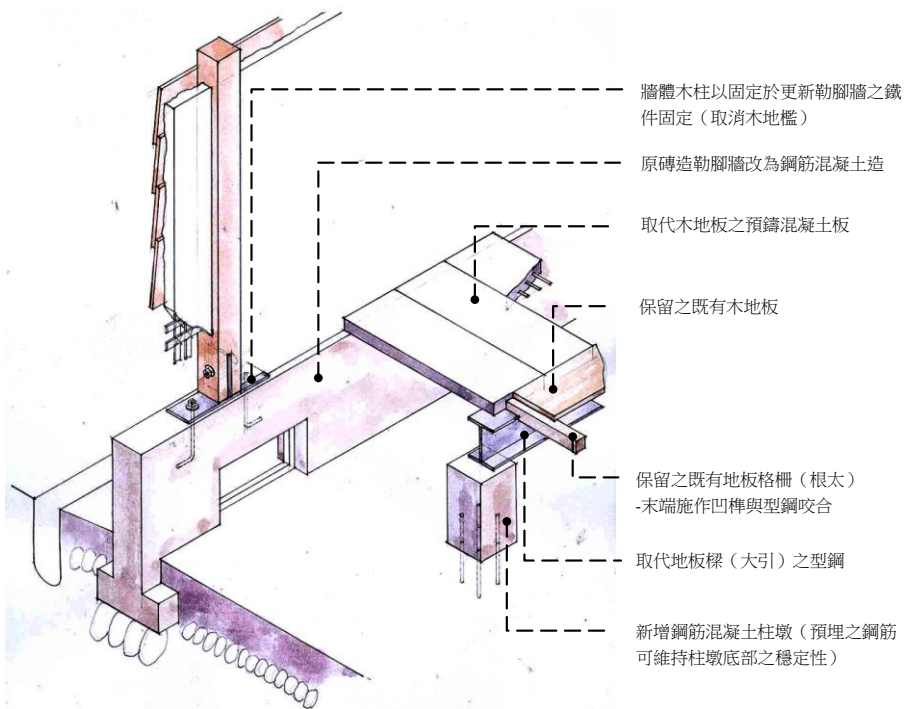 牆體木柱以固定於更新勒腳牆之鐵
件固定（取消木地檻）
原磚造勒腳牆改為鋼筋混凝土造
取代木地板之預鑄混凝土板
保留之既有木地板
保留之既有地板格柵（根太）
-末端施作凹榫與型鋼咬合
取代地板樑（大引）之型鋼
新增鋼筋混凝土柱墩（預埋之鋼筋
可維持柱墩底部之穩定性）